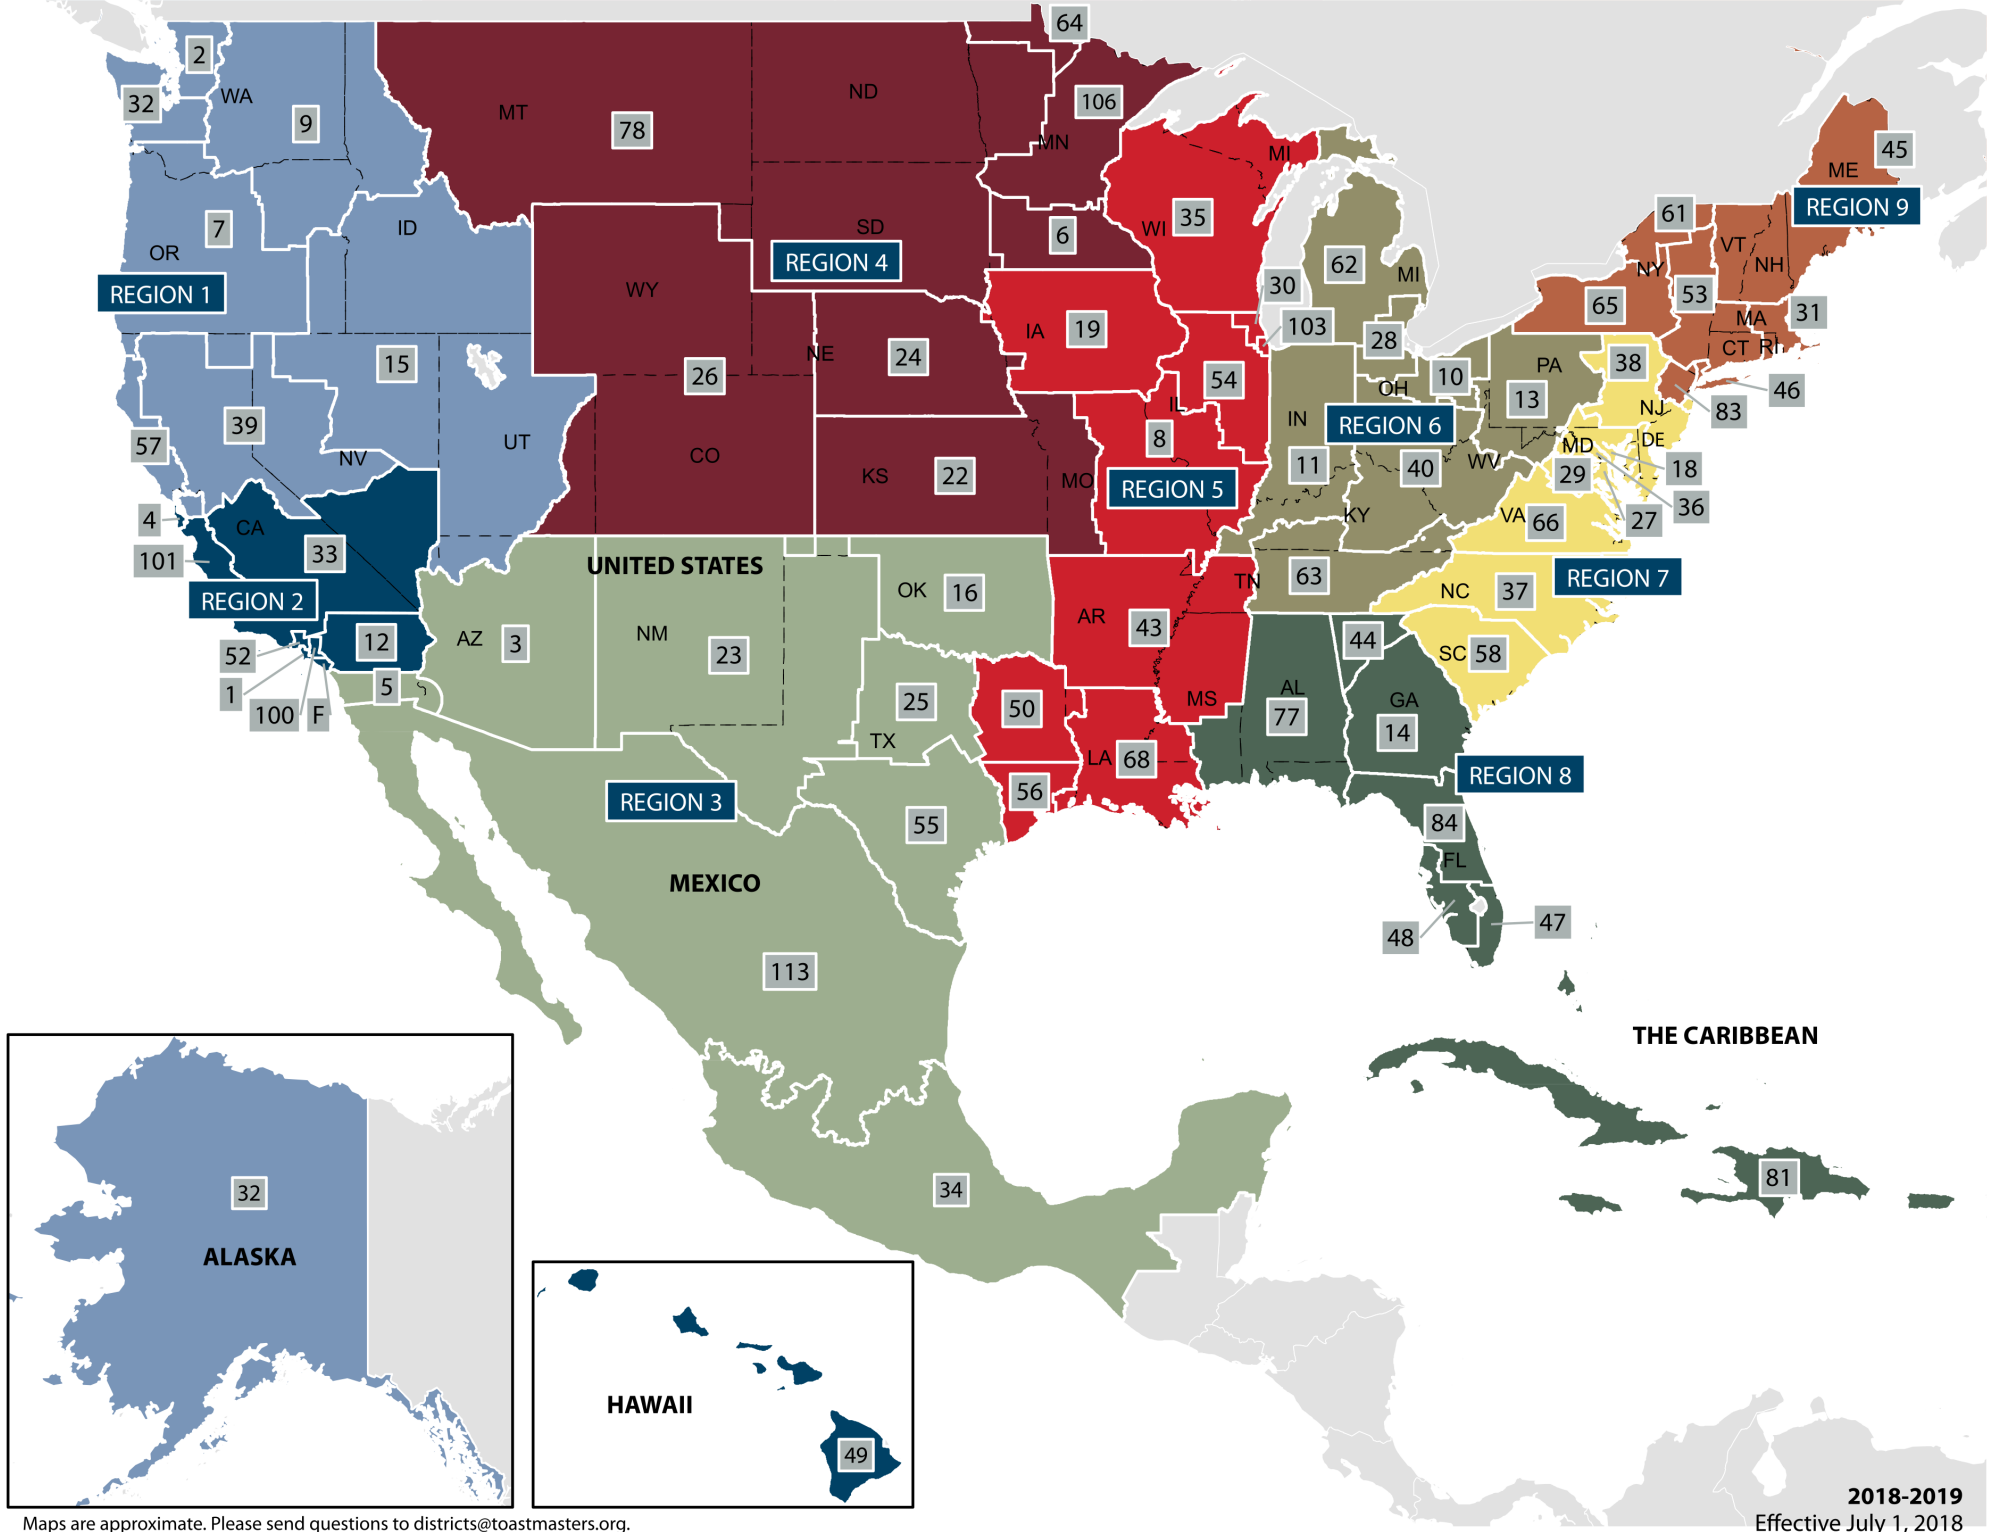 64
2
WA
32
9
MT
78
ND
106
MN
MI
45
ME
REGION 9
7
ID
OR
SD
6
WI
35
61
VT
NH
REGION 1
REGION 4
WY
62
MI
NY
53
65
30
103
31
MA
IA
19
28
CT
RI
NE
24
15
26
54
38
PA
10
OH
13
46
83
NJ
IL
IN
REGION 6
39
57
NV
UT
CO
8
MD
DE
KS
22
MO
REGION 5
11
40
WV
29
18
36
4
CA
33
101
KY
VA
66
27
UNITED STATES
REGION 2
OK
16
TN
63
NC
37
REGION 7
AR
43
AZ
3
NM
23
12
52
1
5
100
F
44
SC
58
25
50
MS
AL
77
GA
14
TX
LA
68
REGION 3
56
REGION 8
55
84
FL
MEXICO
48
47
113
THE CARIBBEAN
81
34
32
ALASKA
HAWAII
49
2018-2019
Effective July 1, 2018
Maps are approximate. Please send questions to districts@toastmasters.org.